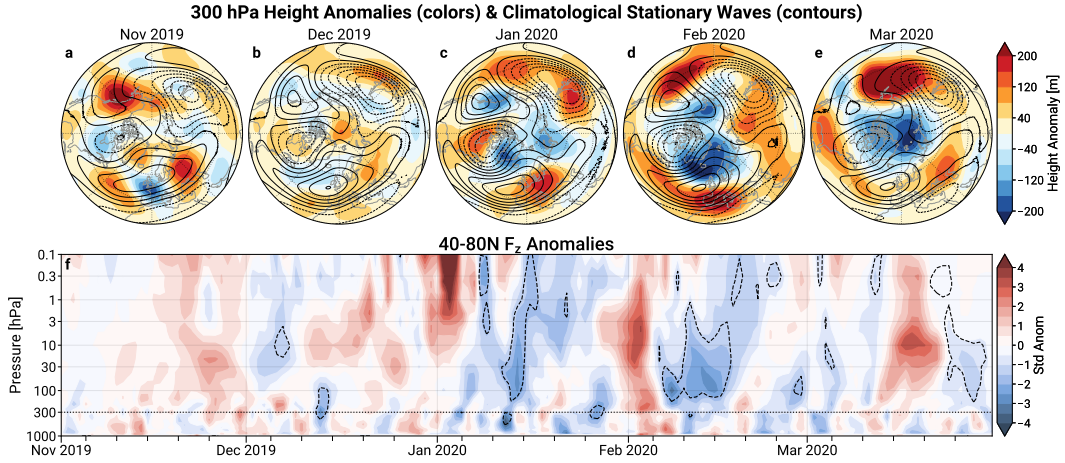 300 hPa Height Anomalies (colors) & Climatological Stationary Waves (contours)
Nov 2019
Dec 2019
Jan 2020
Feb 2020
Mar 2020
a
b
c
d
e
200
120
40
−40
−120
−200
Height Anomaly [m]
40-80N Fz Anomalies
f
0.1
0.3
1
3
10
30
100
300
1000
Pressure [hPa]
Nov 2019
Dec 2019
Jan 2020
Feb 2020
Mar 2020
4
3
2
1
0
−1
−2
−3
−4
Std Anom